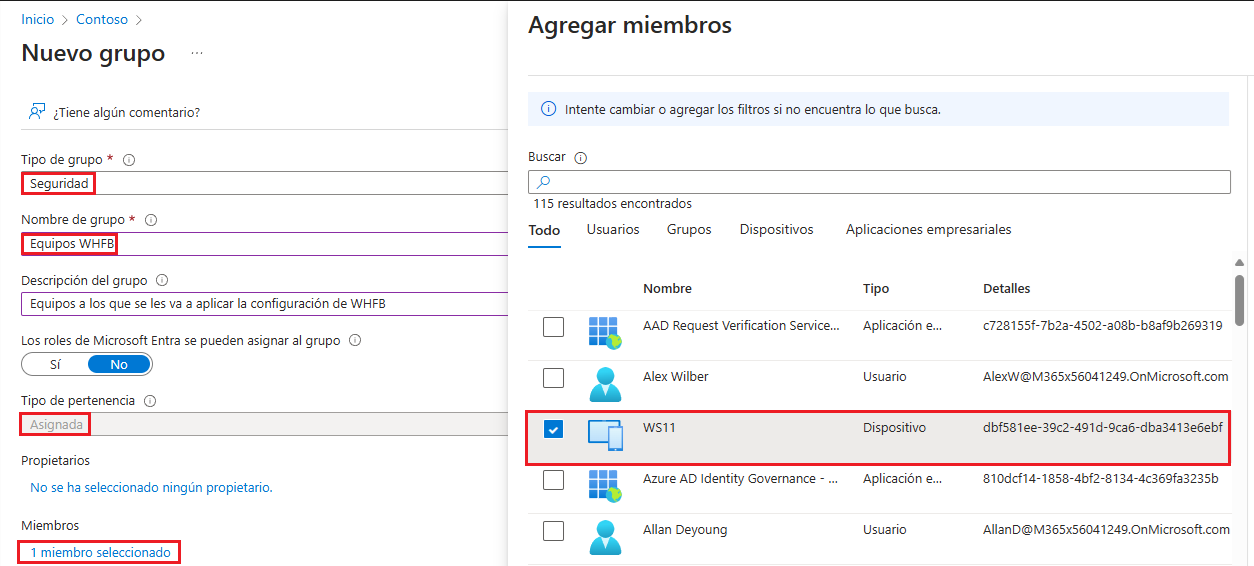 Inicio > Contoso >
Nuevo grupo ...
¿Tiene algún comentario?
Tipo de grupo *
Seguridad
Nombre de grupo *
Equipos WHFB
Descripción del grupo
Equipos a los que se les va a aplicar la configuración de WHFB
Los roles de Microsoft Entra se pueden asignar al grupo
Sí No
Tipo de pertenencia
Asignada
Propietarios
No se ha seleccionado ningún propietario.
Miembros
1 miembro seleccionado
Agregar miembros
Intente cambiar o agregar los filtros si no encuentra lo que busca.
Buscar
115 resultados encontrados
Todo Usuarios Grupos Dispositivos Aplicaciones empresariales
Nombre Tipo Detalles
AAD Request Verification Service... Aplicación e... c728155f-7b2a-4502-a08b-b8af9b269319
Alex Wilber Usuario AlexW@M365x56041249.OnMicrosoft.com
WS11 Dispositivo dbf581ee-39c2-491d-9ca6-dba3413e6ebf
Azure AD Identity Governance - ... Aplicación e... 810dcf14-1858-4bf2-8134-4c369fa3235b
Allan Deyoung Usuario AllanD@M365x56041249.OnMicrosoft.com